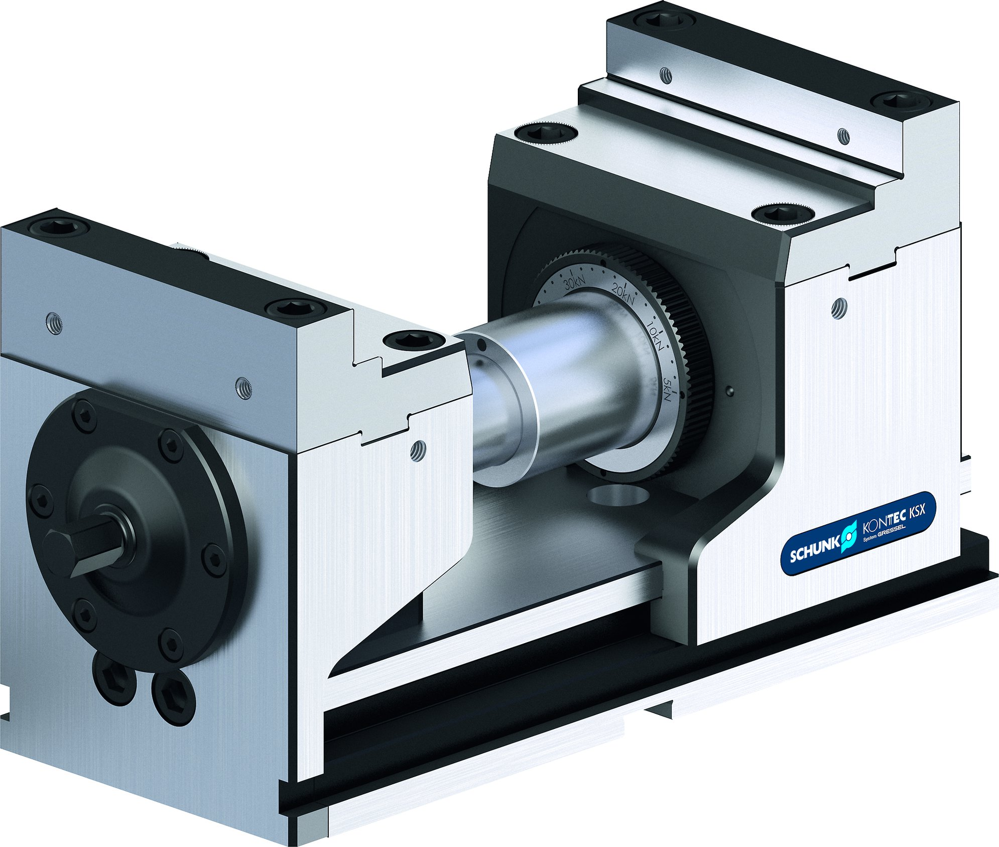 30kN
20kN
10kN
5kN
SCHUNK
KONTEC KSX
System GRESSEL